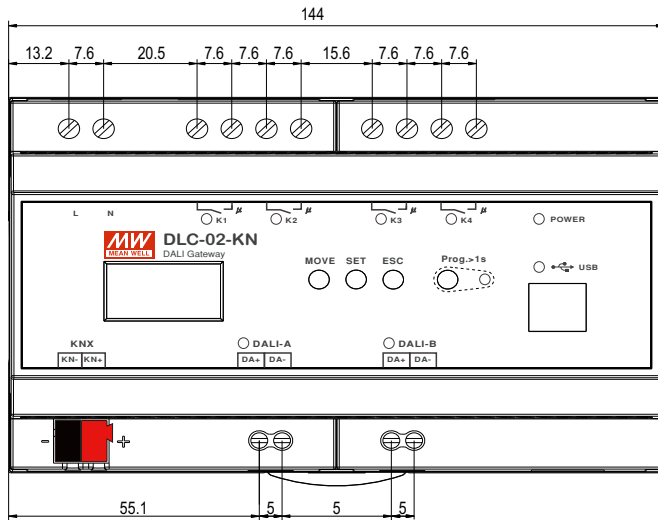 144
13.2 7.6 20.5 7.6 7.6 7.6 15.6 7.6 7.6 7.6
L N K1 μ K2 μ K3 μ K4 μ POWER
MW
MEAN WELL
DLC-02-KN
DALI Gateway
MOVE SET ESC Prog.>1s USB
KNX DALI-A DALI-B
KN- KN+ DA+ DA- DA+ DA-
- +
55.1 5 5 5